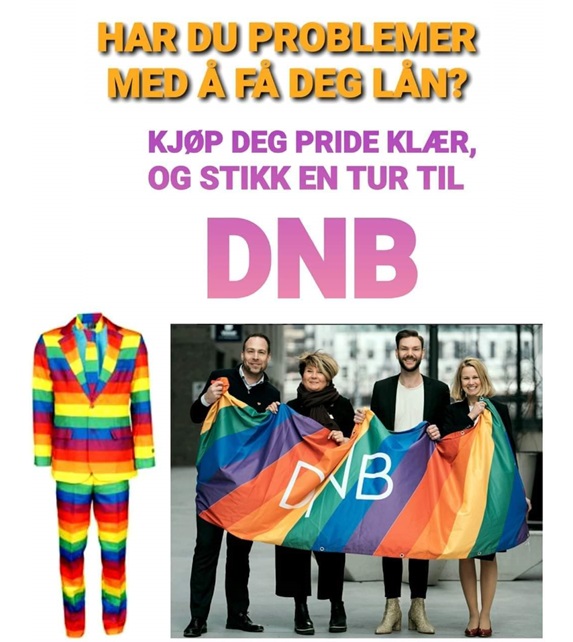 HAR DU PROBLEMER
MED Å FÅ DEG LÅN?
KJØP DEG PRIDE KLÆR,
OG STIKK EN TUR TIL
DNB
DNB